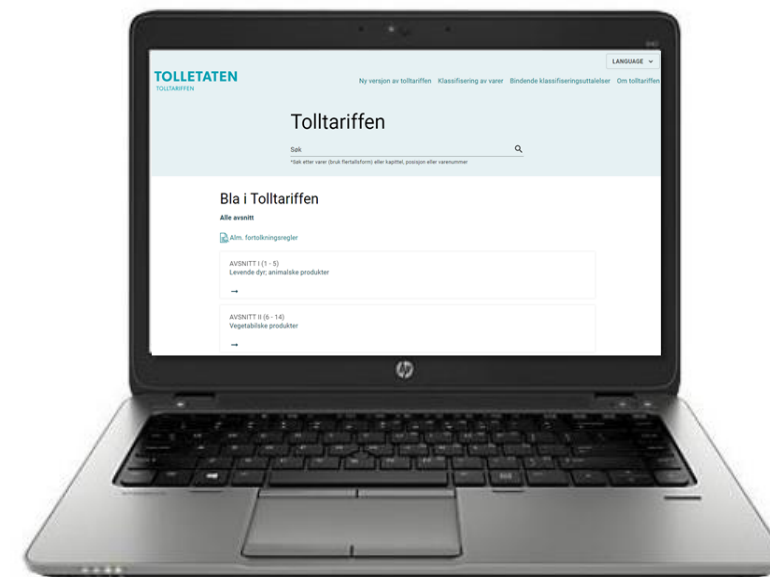 LANGUAGE
TOLLETATEN
TOLLTARIFFEN
Ny versjon av tolltariffen Klassifisering av varer Bindende klassifiseringsuttalelser Om tolltariffen
Tolltariffen
Søk
*Søk etter varer (bruk flertallsform) eller kapittel, posisjon eller varenummer
Bla i Tolltariffen
Alle avsnitt
Alm. fortolkningsregler
AVSNITT I (1 - 5)
Levende dyr; animalske produkter
AVSNITT II (6 - 14)
Vegetabilske produkter
hp